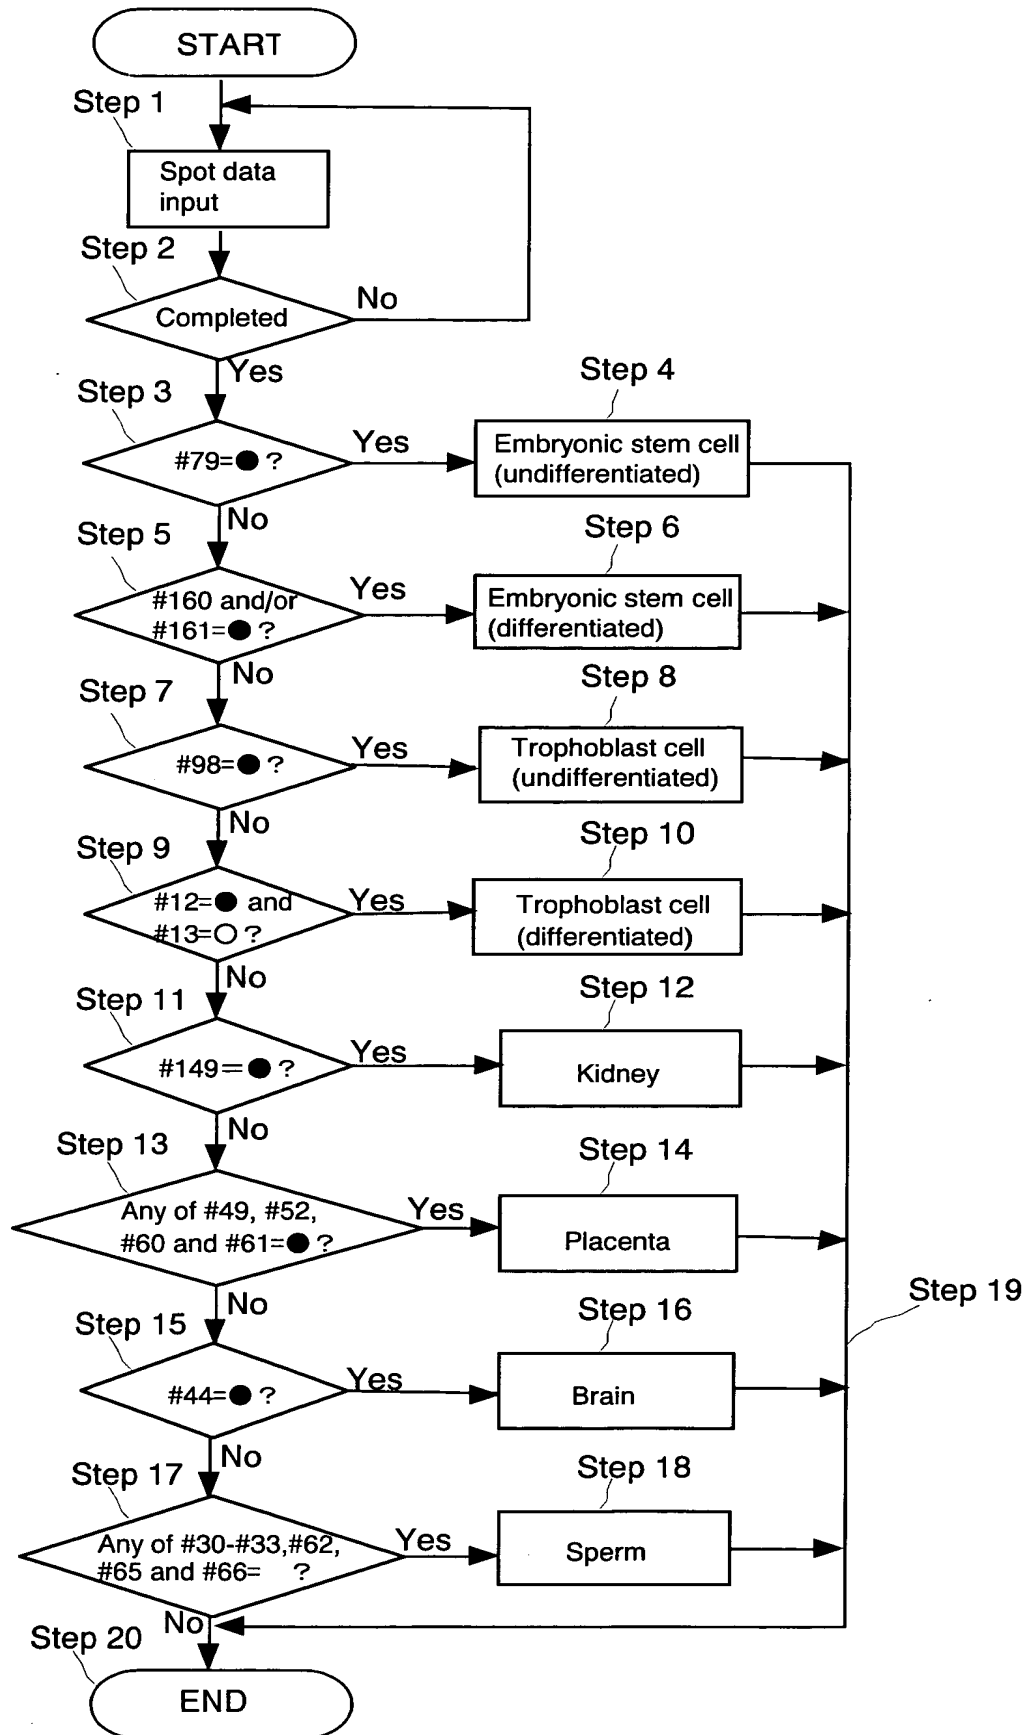 START
Step 1
Spot data
input
Step 2
Completed
No
Yes
Step 3
#79=● ?
Yes
Step 4
Embryonic stem cell
(undifferentiated)
No
Step 5
#160 and/or
#161=● ?
Yes
Step 6
Embryonic stem cell
(differentiated)
No
Step 7
#98=● ?
Yes
Step 8
Trophoblast cell
(undifferentiated)
No
Step 9
#12=● and
#13=○ ?
Yes
Step 10
Trophoblast cell
(differentiated)
No
Step 11
#149=● ?
Yes
Step 12
Kidney
No
Step 13
Any of #49, #52,
#60 and #61=● ?
Yes
Step 14
Placenta
No
Step 15
#44=● ?
Yes
Step 16
Brain
Step 19
No
Step 17
Any of #30-#33,#62,
#65 and #66= ?
Yes
Step 18
Sperm
No
Step 20
END